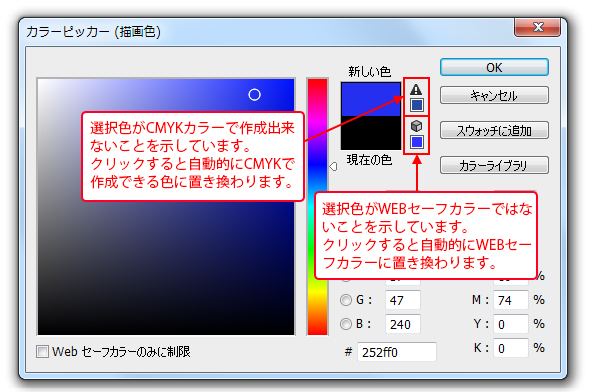 カラーピッカー (描画色)
新しい色
現在の色
OK
キャンセル
スウォッチに追加
カラーライブラリ
選択色がCMYKカラーで作成出来
ないことを示しています。
クリックすると自動的にCMYKで
作成できる色に置き換わります。
選択色がWEBセーフカラーではな
いことを示しています。
クリックすると自動的にWEBセー
フカラーに置き換わります。
%
G : 47 M : 74 %
B : 240 Y : 0 %
# 252ff0 K : 0 %
Web セーフカラーのみに制限